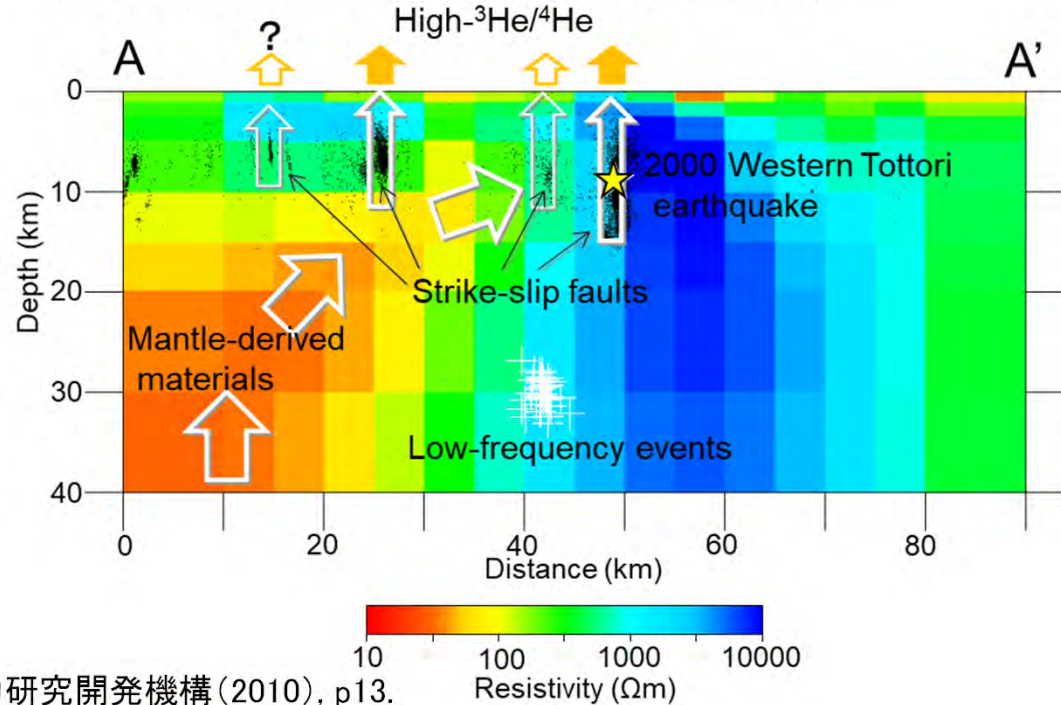 High-³He/⁴He
?
A
A'
0
10
20
30
40
Depth (km)
2000 Western Tottori
earthquake
Strike-slip faults
Mantle-derived
materials
Low-frequency events
0
20
40
60
80
Distance (km)
10
100
1000
10000
Resistivity (Ωm)
研究開発機構(2010), p13.